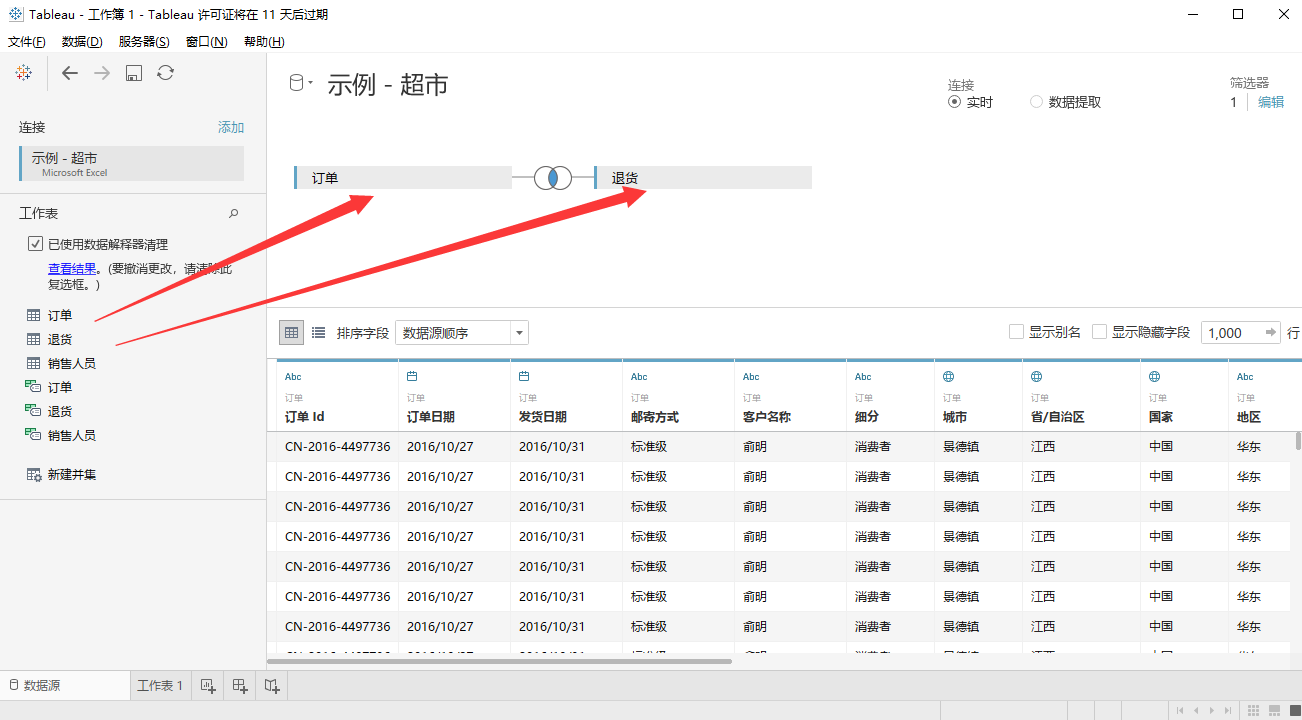 Tableau - 工作簿 1 - Tableau 许可证将在 11 天后过期
文件(F) 数据(D) 服务器(S) 窗口(N) 帮助(H)
示例 - 超市
连接
实时 数据提取
筛选器
1 编辑
连接 添加
示例 - 超市
Microsoft Excel
订单 退货
工作表
已使用数据解释器清理
查看结果。(要撤消更改，请清除此
复选框。)
订单
退货
销售人员
订单
退货
销售人员
新建并集
排序字段 数据源顺序 显示别名 显示隐藏字段 1,000 行
Abc Abc Abc Abc Abc
订单 订单 订单 订单 订单 订单 订单 订单 订单 订单
订单 Id 订单日期 发货日期 邮寄方式 客户名称 细分 城市 省/自治区 国家 地区
CN-2016-4497736 2016/10/27 2016/10/31 标准级 俞明 消费者 景德镇 江西 中国 华东
CN-2016-4497736 2016/10/27 2016/10/31 标准级 俞明 消费者 景德镇 江西 中国 华东
CN-2016-4497736 2016/10/27 2016/10/31 标准级 俞明 消费者 景德镇 江西 中国 华东
CN-2016-4497736 2016/10/27 2016/10/31 标准级 俞明 消费者 景德镇 江西 中国 华东
CN-2016-4497736 2016/10/27 2016/10/31 标准级 俞明 消费者 景德镇 江西 中国 华东
CN-2016-4497736 2016/10/27 2016/10/31 标准级 俞明 消费者 景德镇 江西 中国 华东
CN-2016-4497736 2016/10/27 2016/10/31 标准级 俞明 消费者 景德镇 江西 中国 华东
数据源 工作表 1